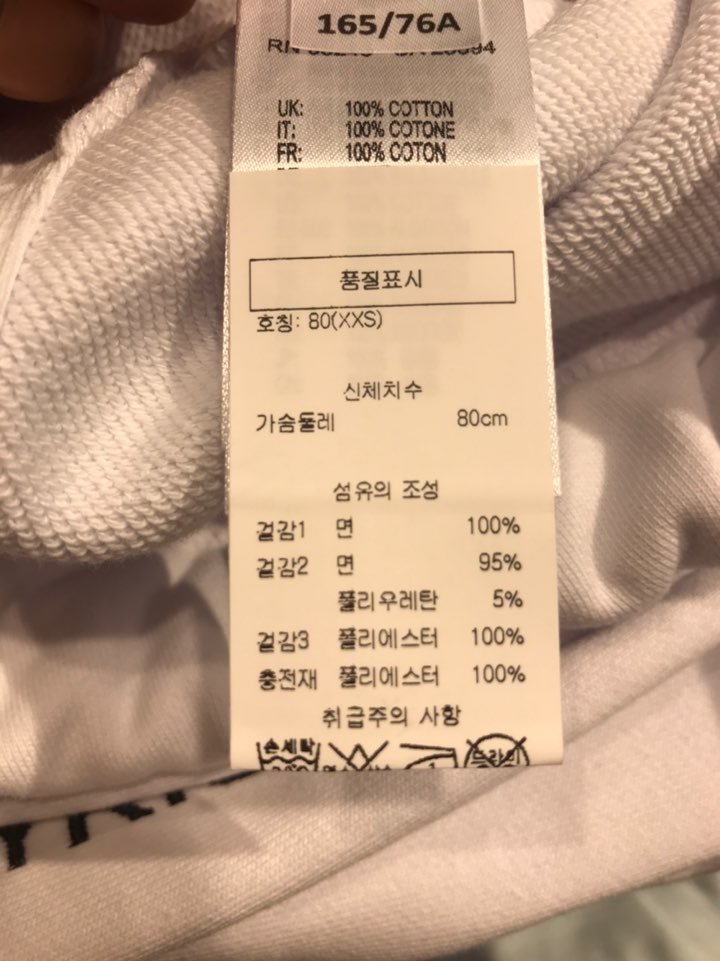 165/76A
UK: 100% COTTON
IT: 100% COTONE
FR: 100% COTON
품질표시
호칭: 80(XXS)
신체치수
가슴둘레 80cm
섬유의 조성
겉감1 면 100%
겉감2 면 95%
폴리우레탄 5%
겉감3 폴리에스터 100%
충전재 폴리에스터 100%
취급주의 사항
손세탁